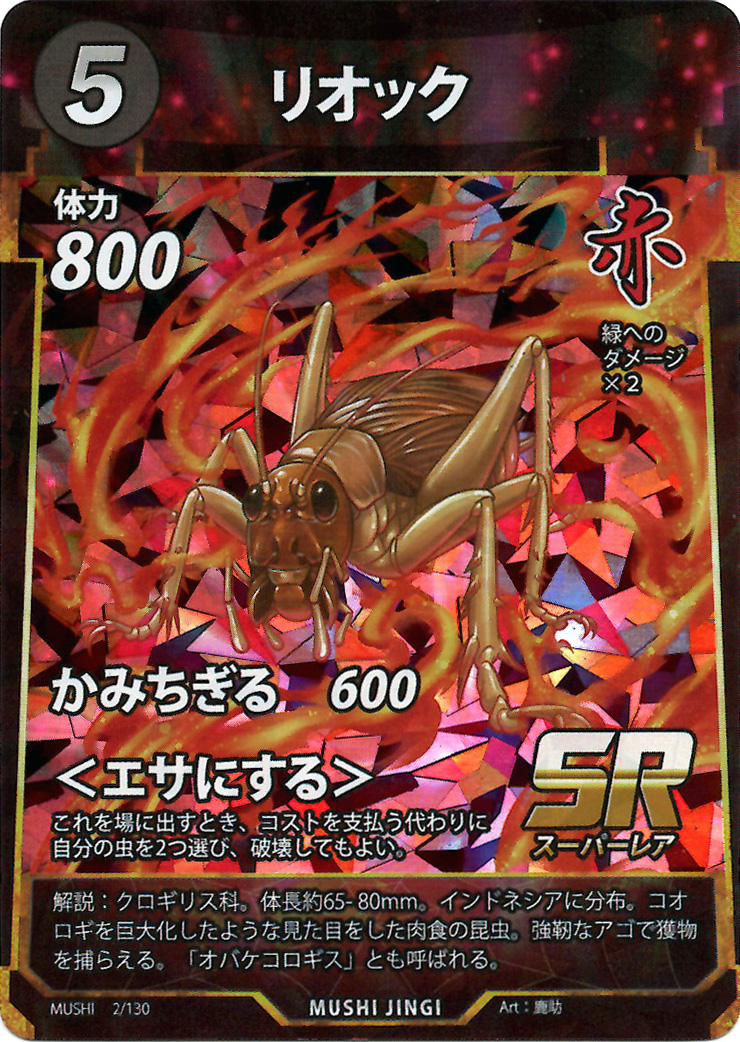 5
リオック
体力
800
赤
緑への
ダメージ
×2
かみちぎる 600
<エサにする>
これを場に出すとき、コストを支払う代わりに
自分の虫を2つ選び、破壊してもよい。
SR
スーパーレア
解説：クロギリス科。体長約65-80mm。インドネシアに分布。コオ
ロギを巨大化したような見た目をした肉食の昆虫。強靭なアゴで獲物
を捕らえる。「オバケコロギス」とも呼ばれる。
MUSHI 2/130
MUSHI JINGI
Art：鹿助